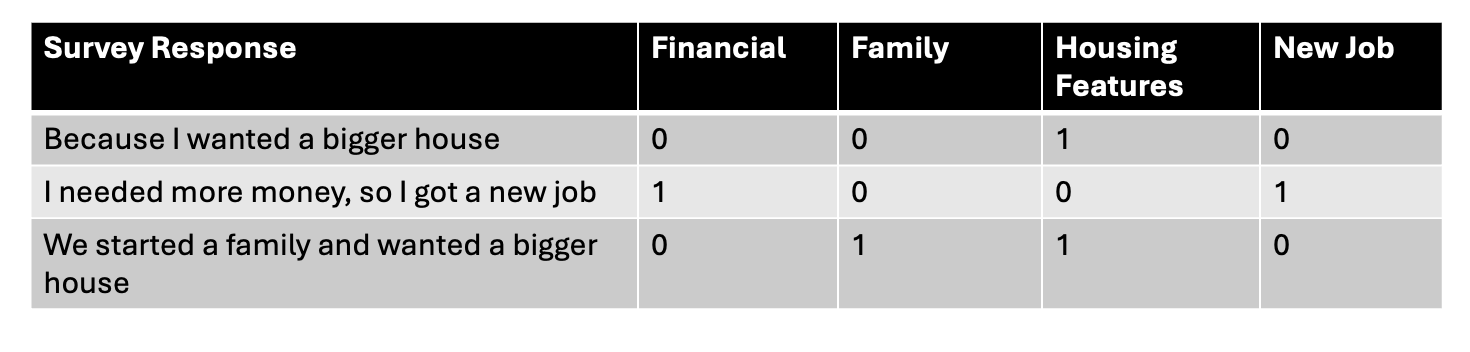 Survey Response Financial Family Housing New Job
Features
Because I wanted a bigger house 0 0 1 0
I needed more money, so I got a new job 1 0 0 1
We started a family and wanted a bigger 0 1 1 0
house